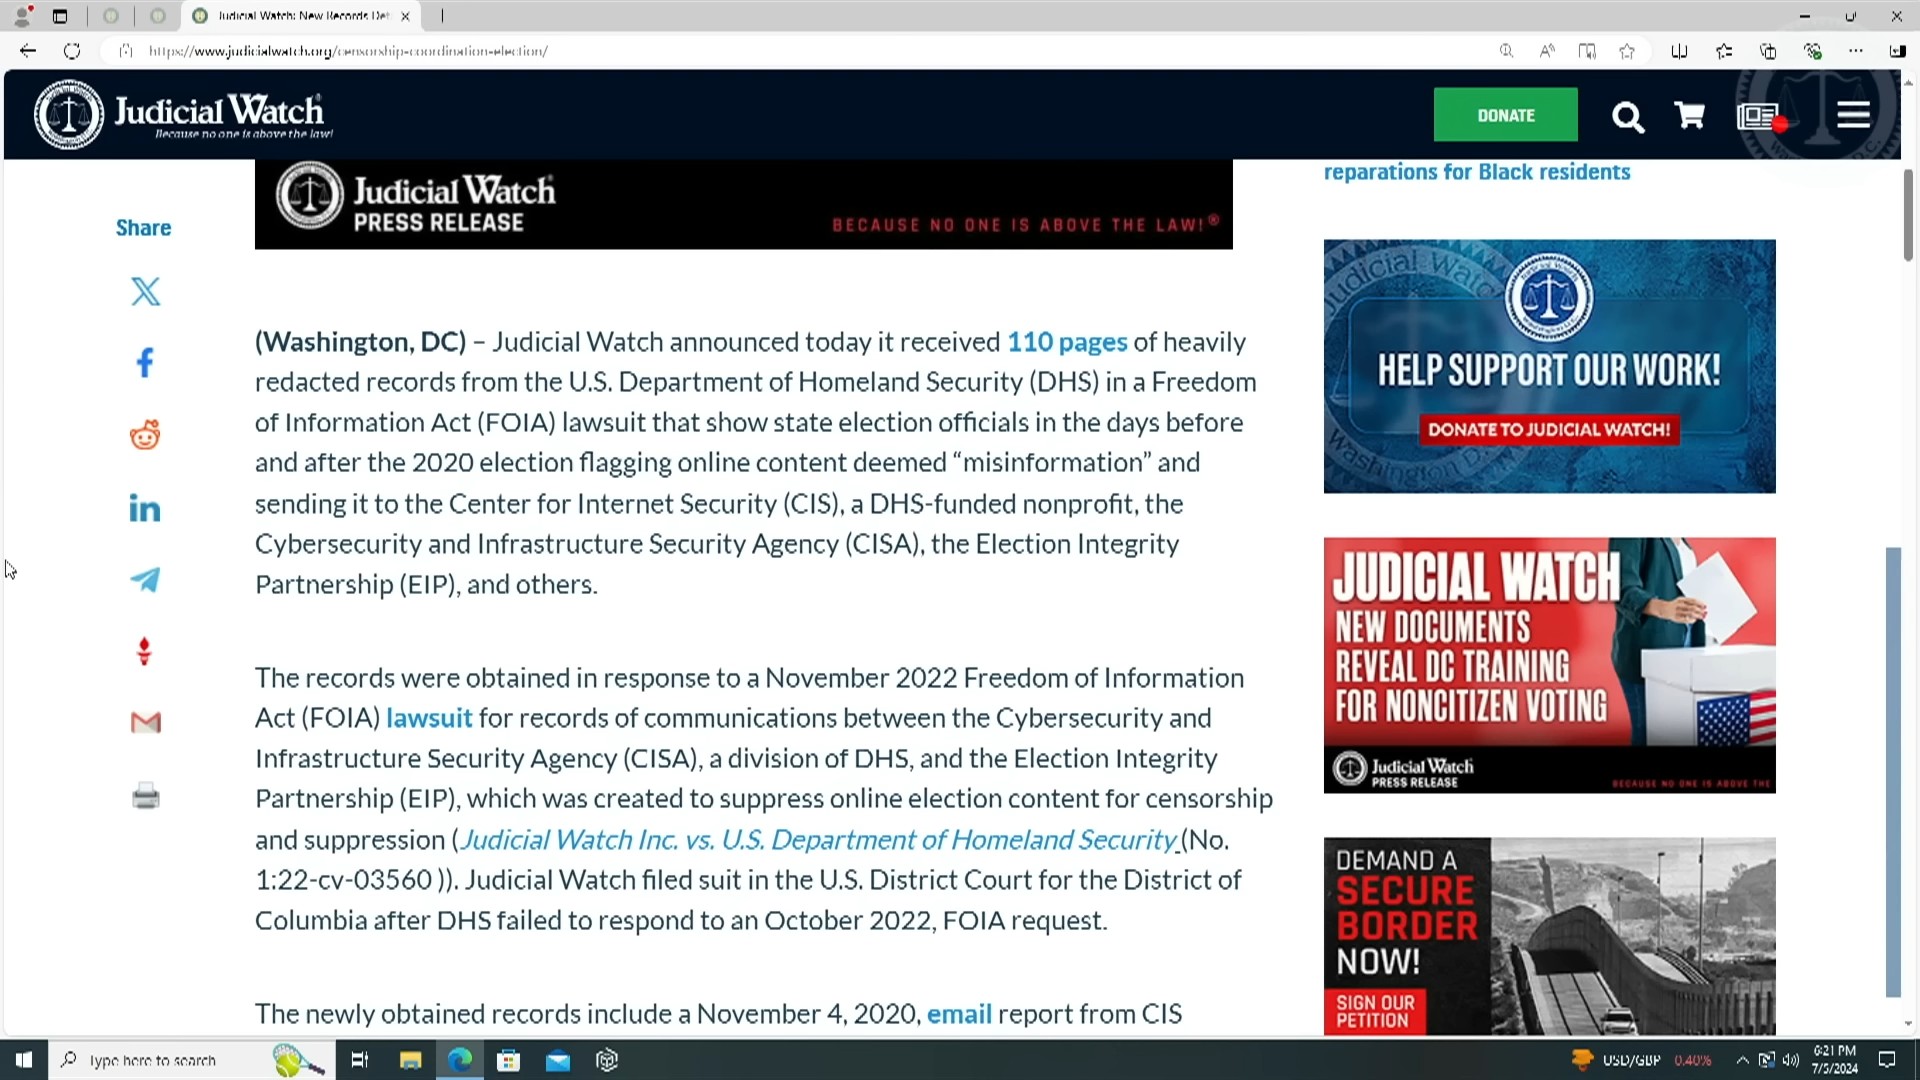 Judicial Watch: New Records Det
https://www.judicialwatch.org/censorship-coordination-election/
Judicial Watch
Because no one is above the law!
DONATE
Judicial Watch
PRESS RELEASE
BECAUSE NO ONE IS ABOVE THE LAW!®
reparations for Black residents
Share
(Washington, DC) – Judicial Watch announced today it received 110 pages of heavily
redacted records from the U.S. Department of Homeland Security (DHS) in a Freedom
of Information Act (FOIA) lawsuit that show state election officials in the days before
and after the 2020 election flagging online content deemed “misinformation” and
sending it to the Center for Internet Security (CIS), a DHS-funded nonprofit, the
Cybersecurity and Infrastructure Security Agency (CISA), the Election Integrity
Partnership (EIP), and others.
The records were obtained in response to a November 2022 Freedom of Information
Act (FOIA) lawsuit for records of communications between the Cybersecurity and
Infrastructure Security Agency (CISA), a division of DHS, and the Election Integrity
Partnership (EIP), which was created to suppress online election content for censorship
and suppression (Judicial Watch Inc. vs. U.S. Department of Homeland Security (No.
1:22-cv-03560 )). Judicial Watch filed suit in the U.S. District Court for the District of
Columbia after DHS failed to respond to an October 2022, FOIA request.
The newly obtained records include a November 4, 2020, email report from CIS
Judicial Watch
Washington D
HELP SUPPORT OUR WORK!
DONATE TO JUDICIAL WATCH!
JUDICIAL WATCH
NEW DOCUMENTS
REVEAL DC TRAINING
FOR NONCITIZEN VOTING
Judicial Watch
PRESS RELEASE
BECAUSE NO ONE IS ABOVE THE
DEMAND A
SECURE
BORDER
NOW!
SIGN OUR
PETITION
Type here to search
USD/GBP 0.40%
6:21 PM
7/5/2024